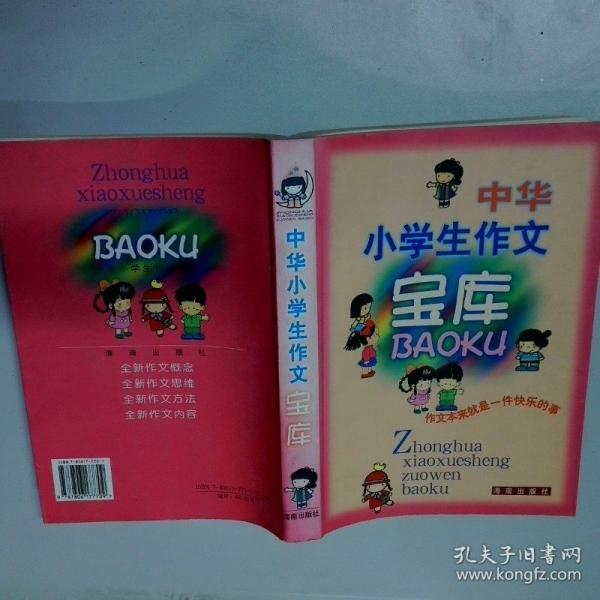 Zhonghua
xiaoxuesheng
zuowen
BAOKU
海南出版社
全新作文概念
全新作文思维
全新作文方法
全新作文内容
中华小学生作文
宝库
海南出版社
中华
小学生作文
宝库
BAOKU
作文本来就是一件快乐的事
Zhonghua
xiaoxuesheng
zuowen
baoku
海南出版社
孔夫子旧书网
www.kongfz.com